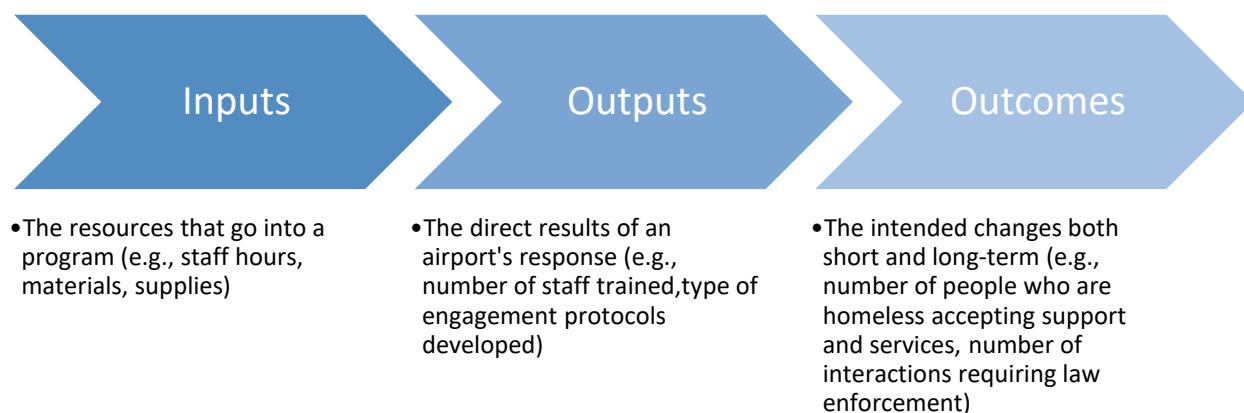 Inputs
•The resources that go into a
program (e.g., staff hours,
materials, supplies)
Outputs
•The direct results of an
airport's response (e.g.,
number of staff trained,type of
engagement protocols
developed)
Outcomes
•The intended changes both
short and long-term (e.g.,
number of people who are
homeless accepting support
and services, number of
interactions requiring law
enforcement)